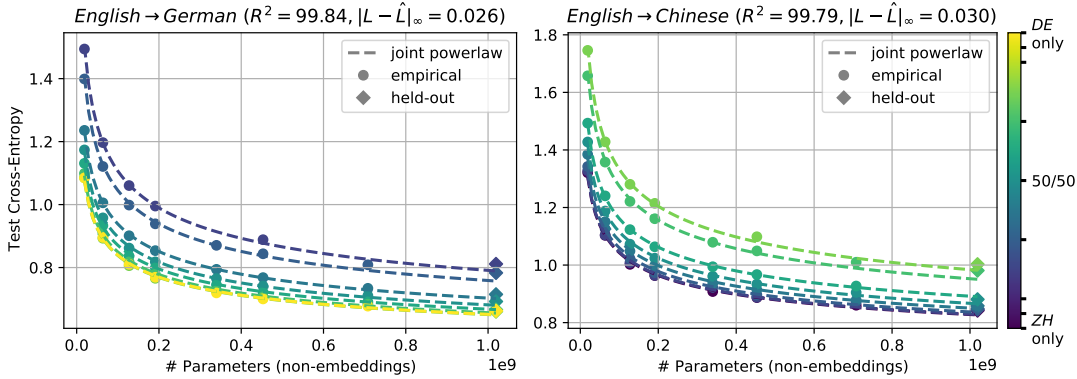 English → German (R² = 99.84, |L − L̂|∞ = 0.026)
English → Chinese (R² = 99.79, |L − L̂|∞ = 0.030)
Test Cross-Entropy
1.4
1.2
1.0
0.8
joint powerlaw
empirical
held-out
0.0 0.2 0.4 0.6 0.8 1.0
1e9
# Parameters (non-embeddings)
1.8
1.6
1.4
1.2
1.0
0.8
joint powerlaw
empirical
held-out
0.0 0.2 0.4 0.6 0.8 1.0
1e9
# Parameters (non-embeddings)
DE
only
50/50
ZH
only